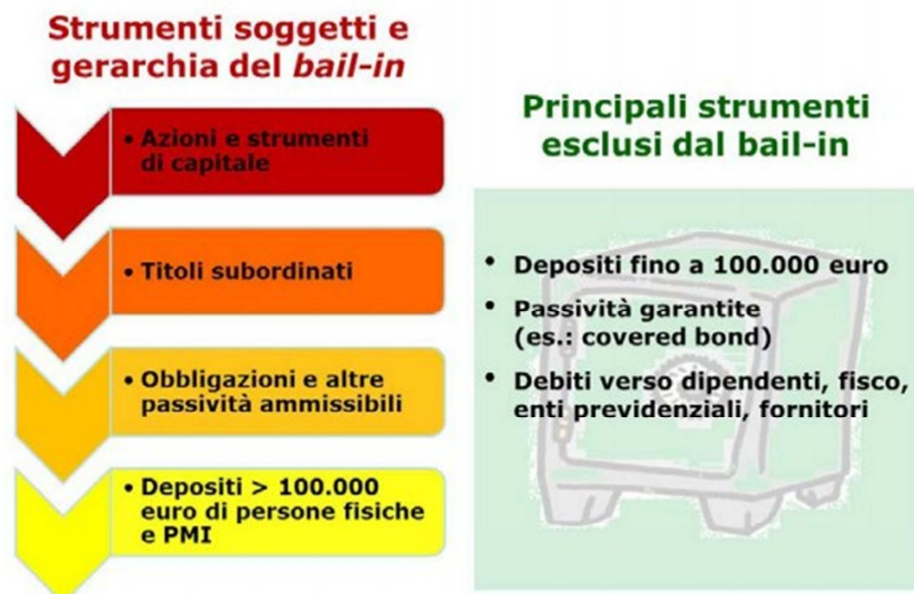 Strumenti soggetti e
gerarchia del bail-in
• Azioni e strumenti
di capitale
• Titoli subordinati
• Obbligazioni e altre
passività ammissibili
• Depositi > 100.000
euro di persone fisiche
e PMI
Principali strumenti
esclusi dal bail-in
• Depositi fino a 100.000 euro
• Passività garantite
(es.: covered bond)
• Debiti verso dipendenti, fisco,
enti previdenziali, fornitori